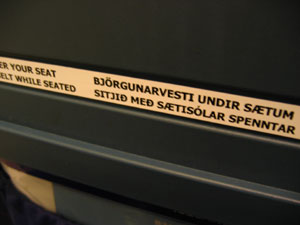 ER YOUR SEAT
ELT WHILE SEATED
BJÖRGUNARVESTI UNDIR SÆTUM
SITJIÐ MEÐ SÆTISÓLAR SPENNTAR